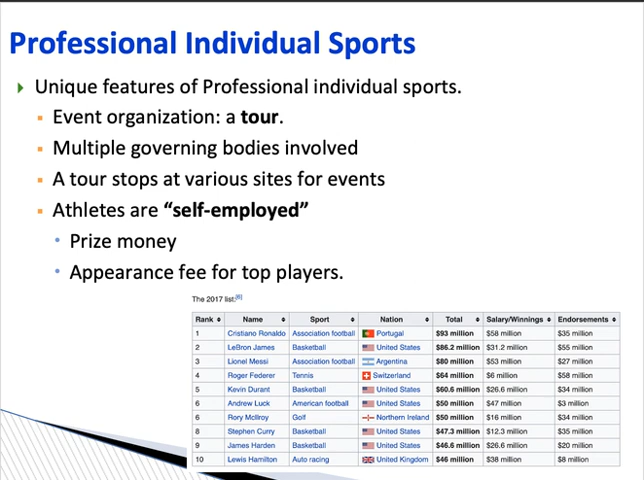 Professional Individual Sports
Unique features of Professional individual sports.
Event organization: a tour.
Multiple governing bodies involved
A tour stops at various sites for events
Athletes are “self-employed”
Prize money
Appearance fee for top players.
The 2017 list:[6]
Rank Name Sport Nation Total Salary/Winnings Endorsements
1 Cristiano Ronaldo Association football Portugal $93 million $58 million $35 million
2 LeBron James Basketball United States $86.2 million $31.2 million $55 million
3 Lionel Messi Association football Argentina $80 million $53 million $27 million
4 Roger Federer Tennis Switzerland $64 million $6 million $58 million
5 Kevin Durant Basketball United States $60.6 million $26.6 million $34 million
6 Andrew Luck American football United States $50 million $47 million $3 million
6 Rory McIlroy Golf Northern Ireland $50 million $16 million $34 million
8 Stephen Curry Basketball United States $47.3 million $12.3 million $35 million
9 James Harden Basketball United States $46.6 million $26.6 million $20 million
10 Lewis Hamilton Auto racing United Kingdom $46 million $38 million $8 million